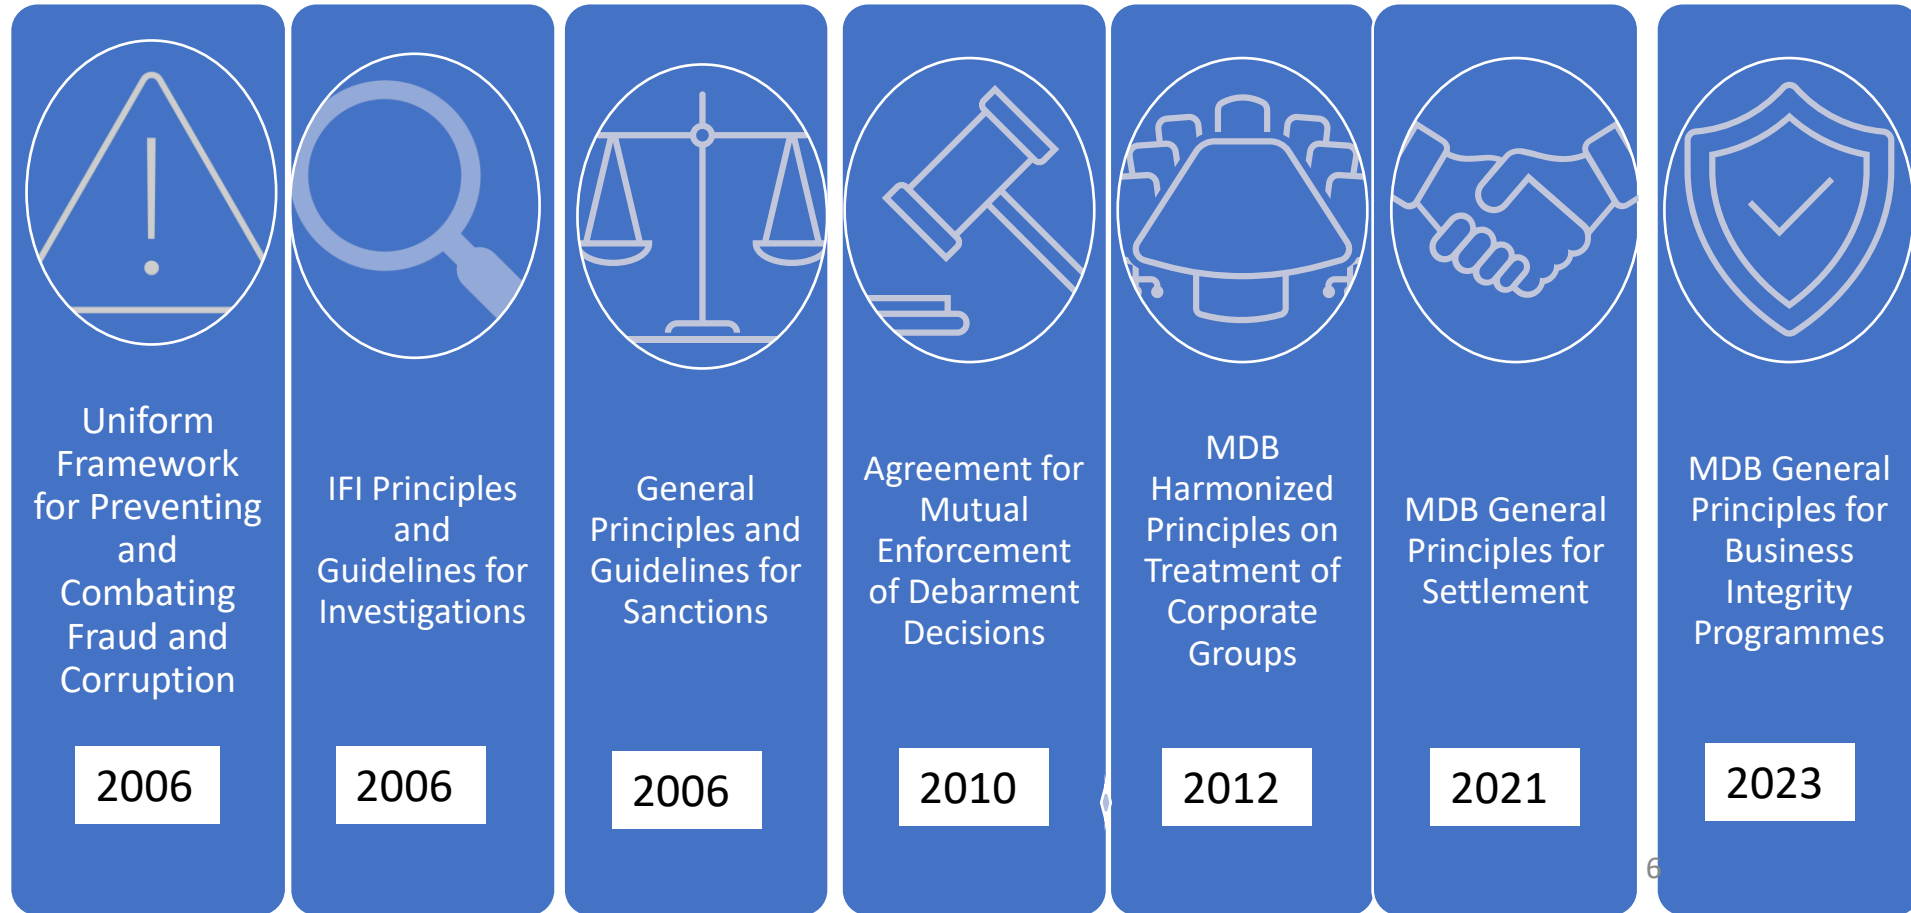 Uniform
Framework
for Preventing
and
Combating
Fraud and
Corruption
2006
IFI Principles
and
Guidelines for
Investigations
2006
General
Principles and
Guidelines for
Sanctions
2006
Agreement for
Mutual
Enforcement
of Debarment
Decisions
2010
MDB
Harmonized
Principles on
Treatment of
Corporate
Groups
2012
MDB General
Principles for
Settlement
2021
MDB General
Principles for
Business
Integrity
Programmes
2023
6